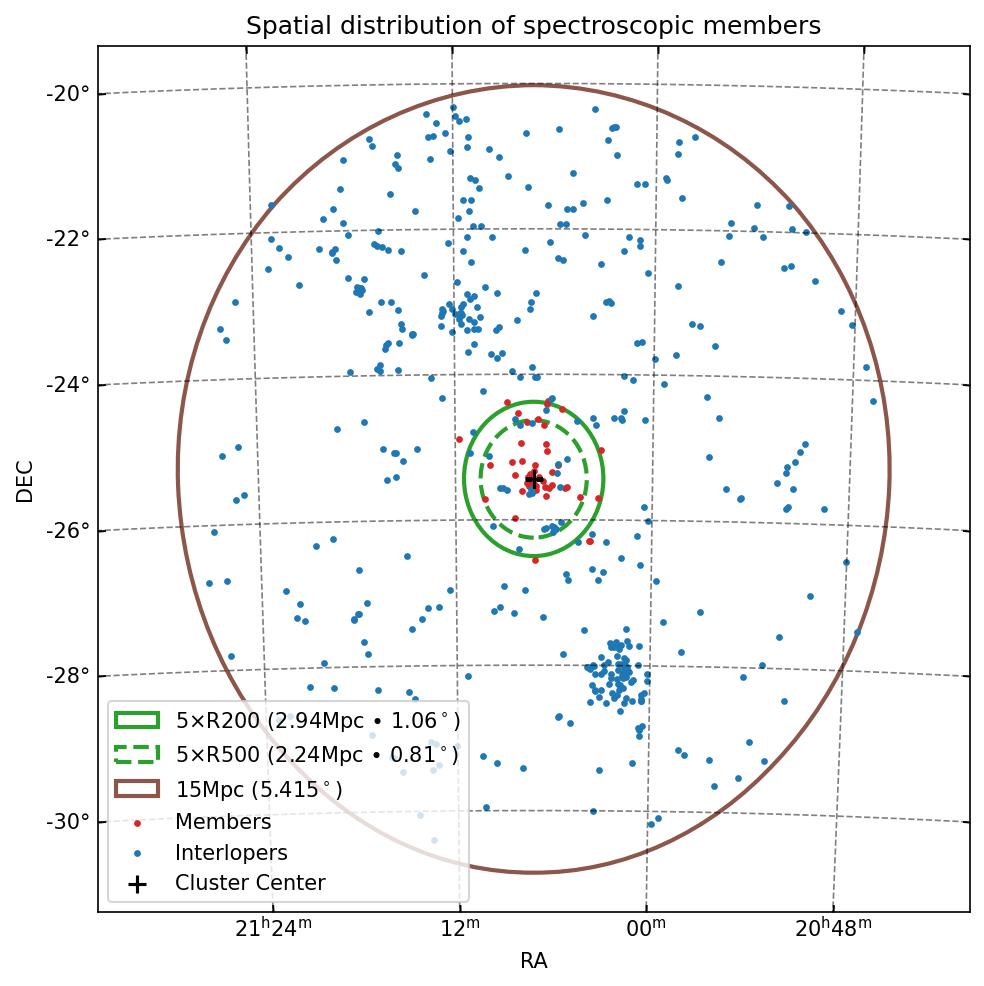 Spatial distribution of spectroscopic members
-20°
-22°
-24°
-26°
-28°
-30°
DEC
5×R200 (2.94Mpc • 1.06°)
5×R500 (2.24Mpc • 0.81°)
15Mpc (5.415°)
Members
Interlopers
Cluster Center
21ʰ24ᵐ 12ᵐ 00ᵐ 20ʰ48ᵐ
RA